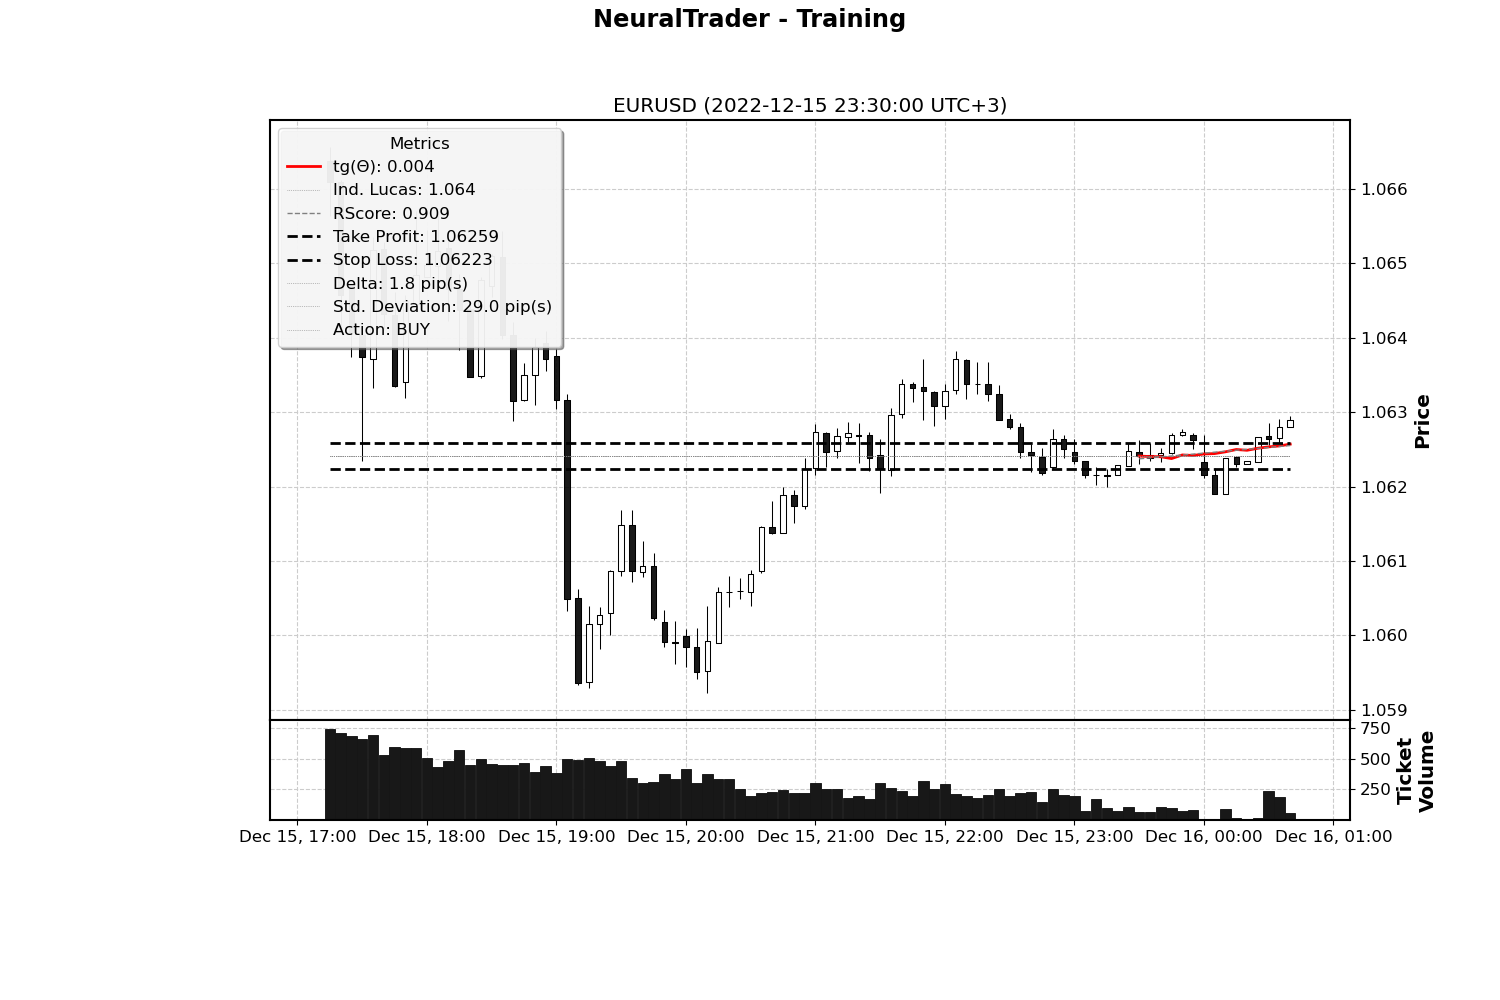 NeuralTrader - Training
EURUSD (2022-12-15 23:30:00 UTC+3)
Metrics
tg(Θ): 0.004
Ind. Lucas: 1.064
RScore: 0.909
Take Profit: 1.06259
Stop Loss: 1.06223
Delta: 1.8 pip(s)
Std. Deviation: 29.0 pip(s)
Action: BUY
1.066
1.065
1.064
1.063
1.062
1.061
1.060
1.059
Price
750
500
250
Ticket
Volume
Dec 15, 17:00 Dec 15, 18:00 Dec 15, 19:00 Dec 15, 20:00 Dec 15, 21:00 Dec 15, 22:00 Dec 15, 23:00 Dec 16, 00:00 Dec 16, 01:00